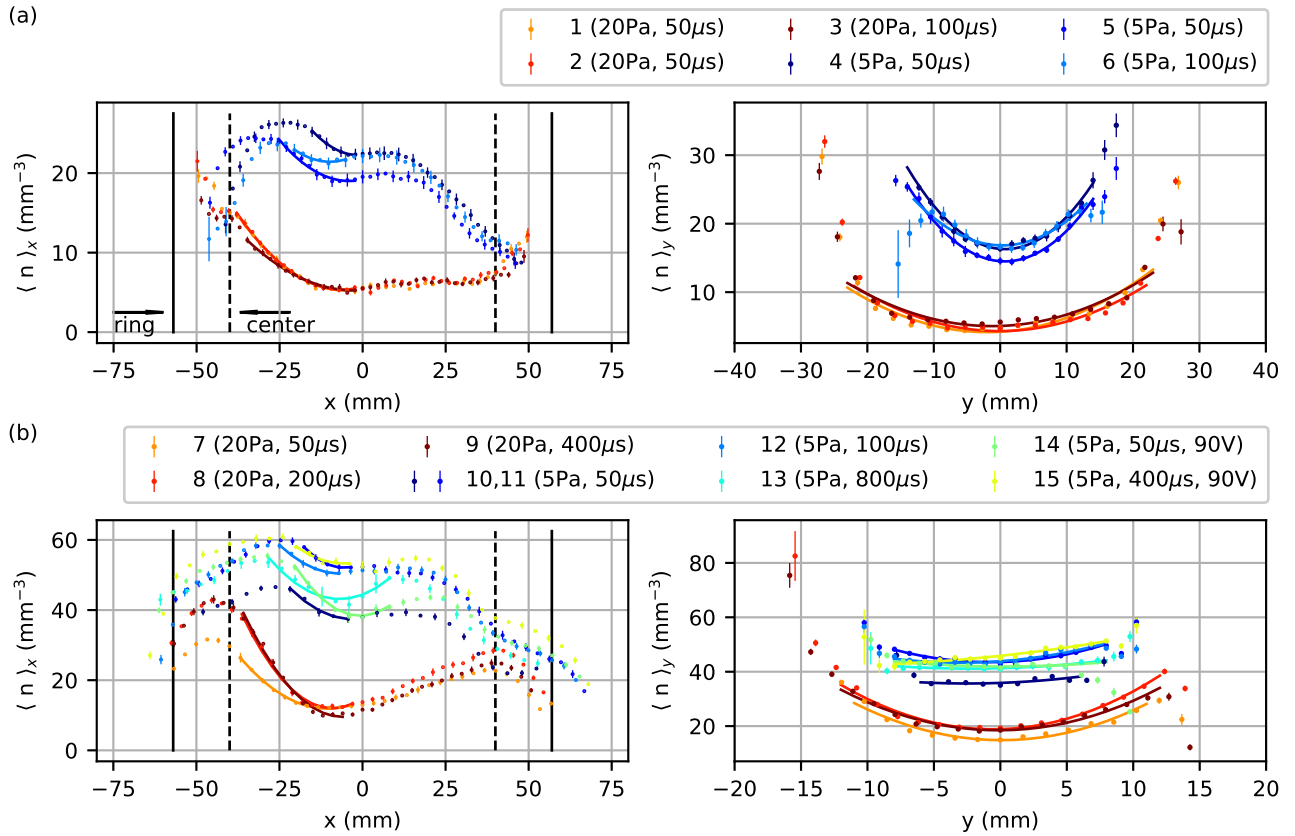 (a)
1 (20Pa, 50μs) 3 (20Pa, 100μs) 5 (5Pa, 50μs)
2 (20Pa, 50μs) 4 (5Pa, 50μs) 6 (5Pa, 100μs)
⟨ n ⟩x (mm⁻³)
20
10
0
ring center
−75 −50 −25 0 25 50 75
x (mm)
⟨ n ⟩y (mm⁻³)
30
20
10
−40 −30 −20 −10 0 10 20 30 40
y (mm)
(b)
7 (20Pa, 50μs) 9 (20Pa, 400μs) 12 (5Pa, 100μs) 14 (5Pa, 50μs, 90V)
8 (20Pa, 200μs) 10,11 (5Pa, 50μs) 13 (5Pa, 800μs) 15 (5Pa, 400μs, 90V)
⟨ n ⟩x (mm⁻³)
60
40
20
0
−75 −50 −25 0 25 50 75
x (mm)
⟨ n ⟩y (mm⁻³)
80
60
40
20
−20 −15 −10 −5 0 5 10 15 20
y (mm)